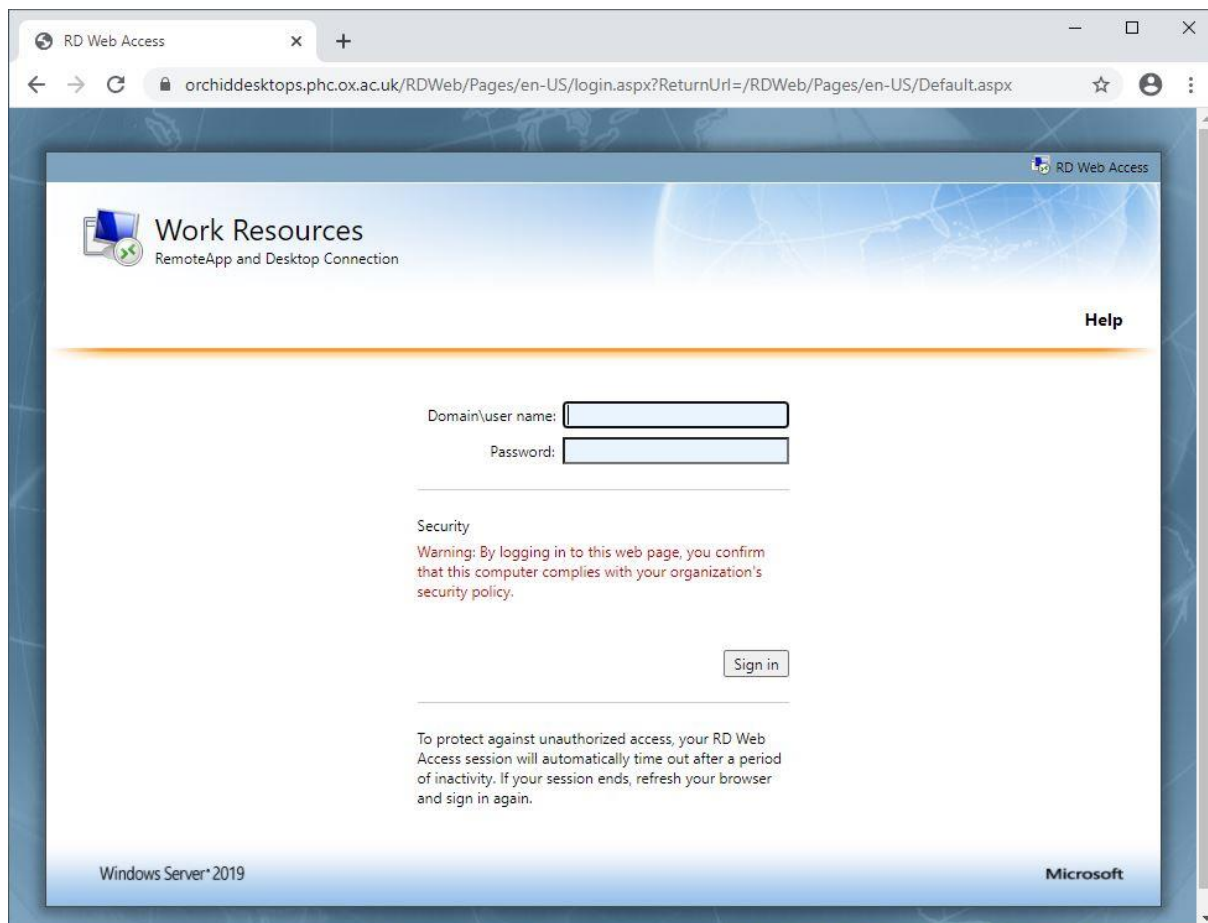 RD Web Access
orchiddesktops.phc.ox.ac.uk/RDWeb/Pages/en-US/login.aspx?ReturnUrl=/RDWeb/Pages/en-US/Default.aspx
RD Web Access
Work Resources
RemoteApp and Desktop Connection
Help
Domain\user name:
Password:
Security
Warning: By logging in to this web page, you confirm
that this computer complies with your organization's
security policy.
Sign in
To protect against unauthorized access, your RD Web
Access session will automatically time out after a period
of inactivity. If your session ends, refresh your browser
and sign in again.
Windows Server 2019
Microsoft